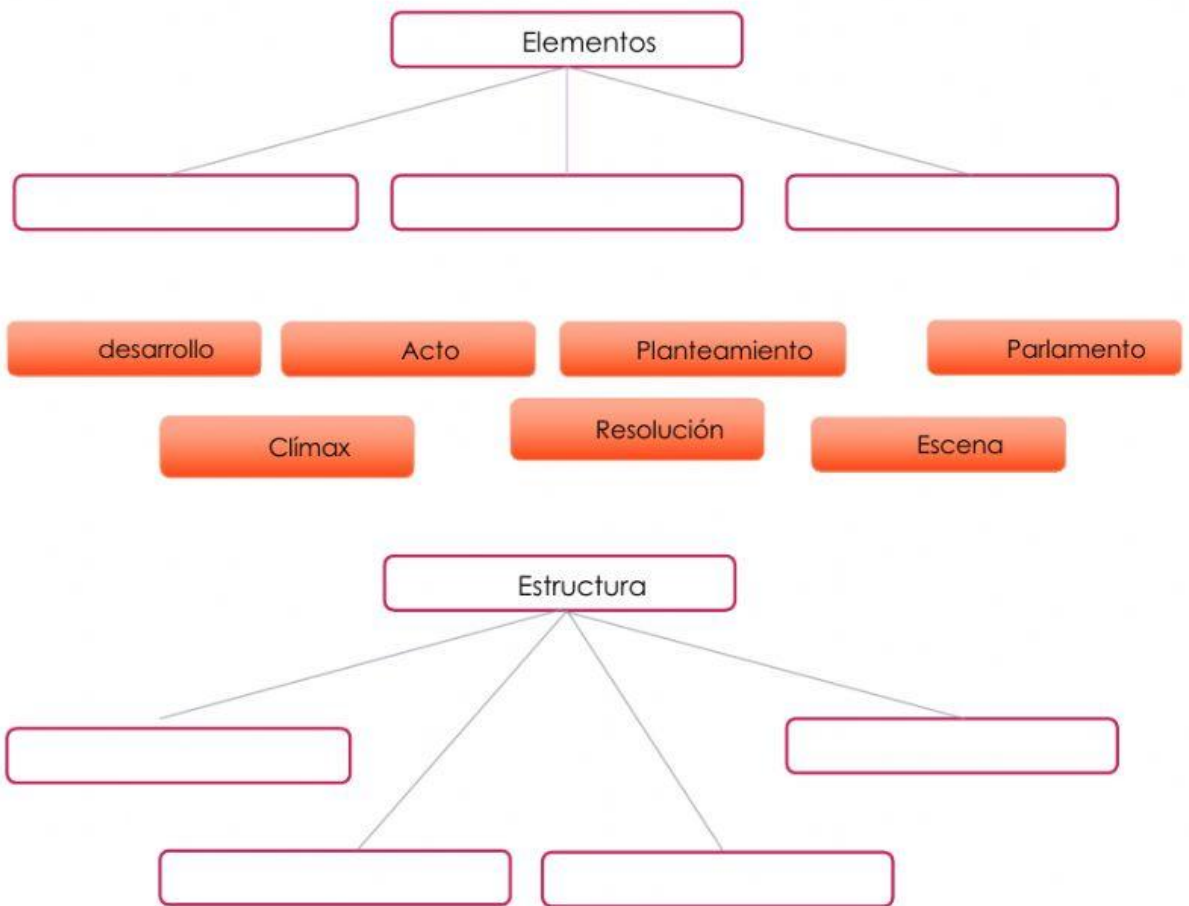 Elementos
desarrollo
Acto
Planteamiento
Parlamento
Clímax
Resolución
Escena
Estructura